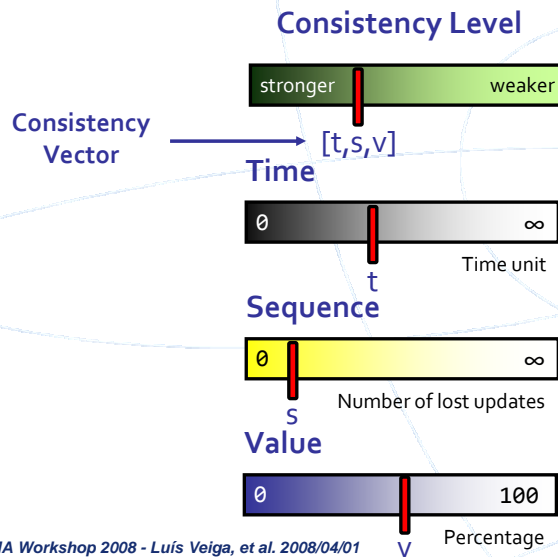 Consistency Level
stronger weaker
Consistency
Vector
[t,s,v]
Time
0 ∞
Time unit
t
Sequence
0 ∞
Number of lost updates
s
Value
0 100
Percentage
v
Workshop 2008 - Luís Veiga, et al. 2008/04/01